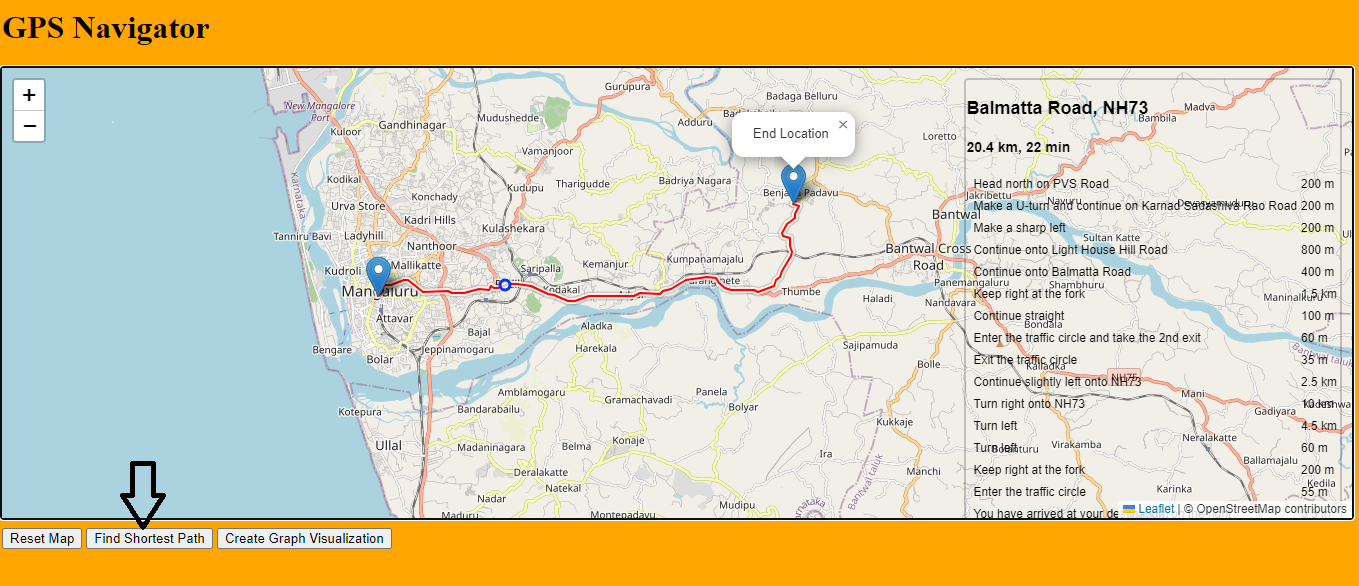 GPS Navigator
+
−
New Mangalore
Port
Kuloor
Gandhinagar
Mudushedde
Gurupura
Adduru
Badaga Belluru
Loretto
Madva
Bambila
Vamanjoor
Kodikal
Karnataka
Urva Store
Konchady
Kudupu
Tharigudde
Badriya Nagara
End Location
×
Kadri Hills
Kulashekara
Tanniru Bavi
Ladyhill
Nanthoor
Kudroli
Mallikatte
Saripalla
Kemanjur
Kumpanamajalu
Kodakal
Thumbe
Attavar
Bengare
Bajal
Bolar
Jeppinamogaru
Aladka
Harekala
Haladi
Nandavara
Sajipamuda
Bolle
Amblamogaru
Gramachavadi
Panela
Bolyar
Kotepura
Bandarabailu
Ullal
Madaninagara
Belma
Konaje
Kukkaje
Ira
Manchi
Deralakatte
Natekal
Nadar
Maduru
Montepadavu
Mudipu
Bantwal taluk
Bantwal
Bantwal Cross
Road
Jakribettu
Sultan Katte
Panemangaluru
Shambhuru
Bondala
Kalladka
NH75
Mani
Gadiyara
Virakamba
Neralakatte
Ballamajalu
Karinka
Kedila
Balmatta Road, NH73
20.4 km, 22 min
Head north on PVS Road 200 m
Make a U-turn and continue on Karnad Sadashiva Rao Road 200 m
Make a sharp left 200 m
Continue onto Light House Hill Road 800 m
Continue onto Balmatta Road 400 m
Keep right at the fork 1.5 km
Continue straight 100 m
Enter the traffic circle and take the 2nd exit 60 m
Exit the traffic circle 35 m
Continue slightly left onto NH73 2.5 km
Turn right onto NH73 10 km
Turn left 4.5 km
Turn left 60 m
Keep right at the fork 200 m
Enter the traffic circle 55 m
You have arrived at your
Leaflet | © OpenStreetMap contributors
Reset Map Find Shortest Path Create Graph Visualization